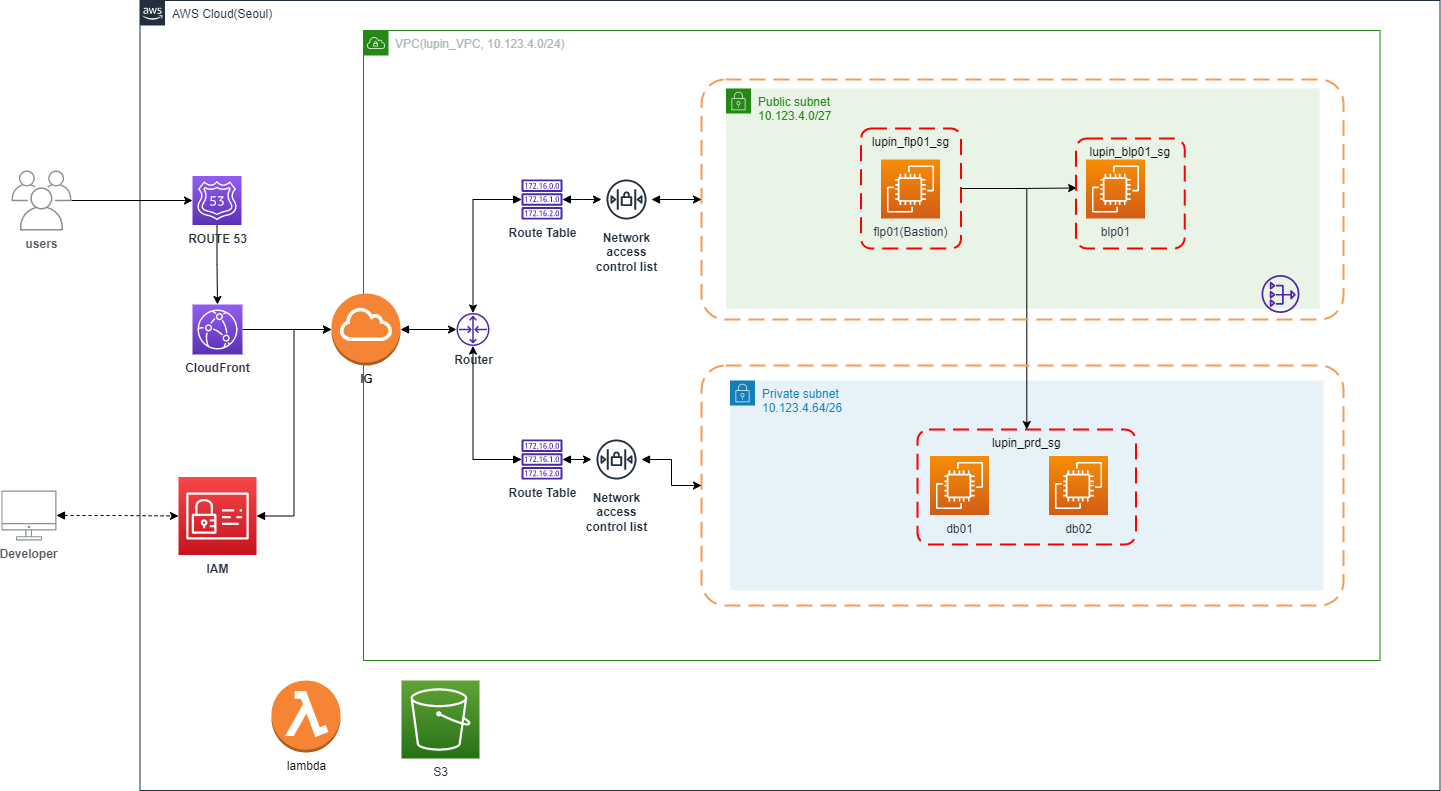 aws
AWS Cloud(Seoul)
VPC(lupin_VPC, 10.123.4.0/24)
Public subnet
10.123.4.0/27
lupin_flp01_sg
flp01(Bastion)
lupin_blp01_sg
blp01
users
53
ROUTE 53
172.16.0.0
172.16.1.0
172.16.2.0
Route Table
Network
access
control list
CloudFront
IG
Router
Private subnet
10.123.4.64/26
lupin_prd_sg
db01
db02
172.16.0.0
172.16.1.0
172.16.2.0
Route Table
Network
access
control list
Developer
IAM
lambda
S3